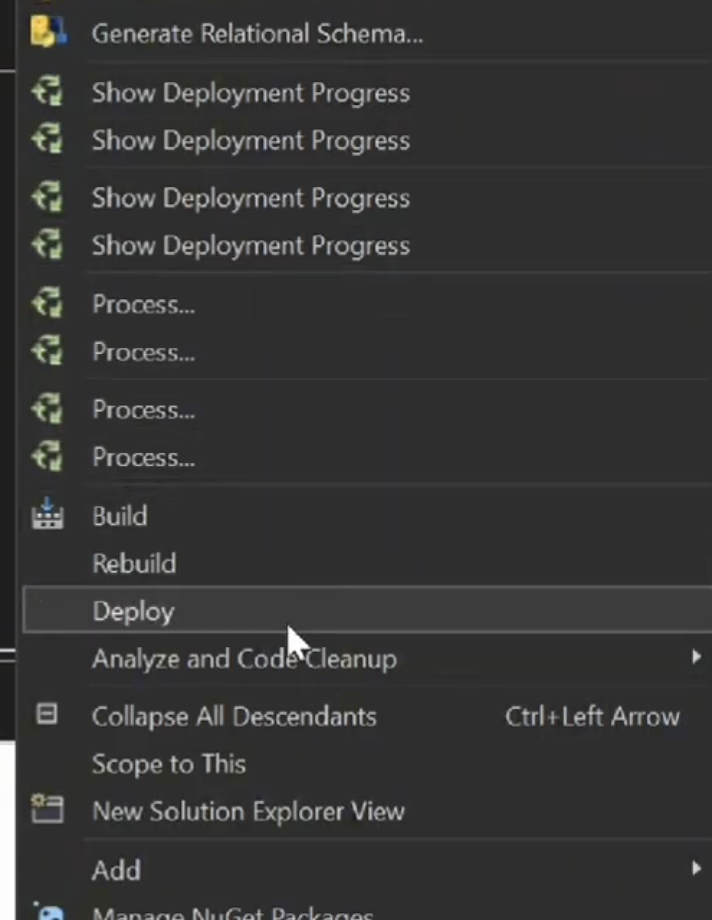 Generate Relational Schema...
Show Deployment Progress
Show Deployment Progress
Show Deployment Progress
Show Deployment Progress
Process...
Process...
Process...
Process...
Build
Rebuild
Deploy
Analyze and Code Cleanup
Collapse All Descendants Ctrl+Left Arrow
Scope to This
New Solution Explorer View
Add
Manage NuGet Packages